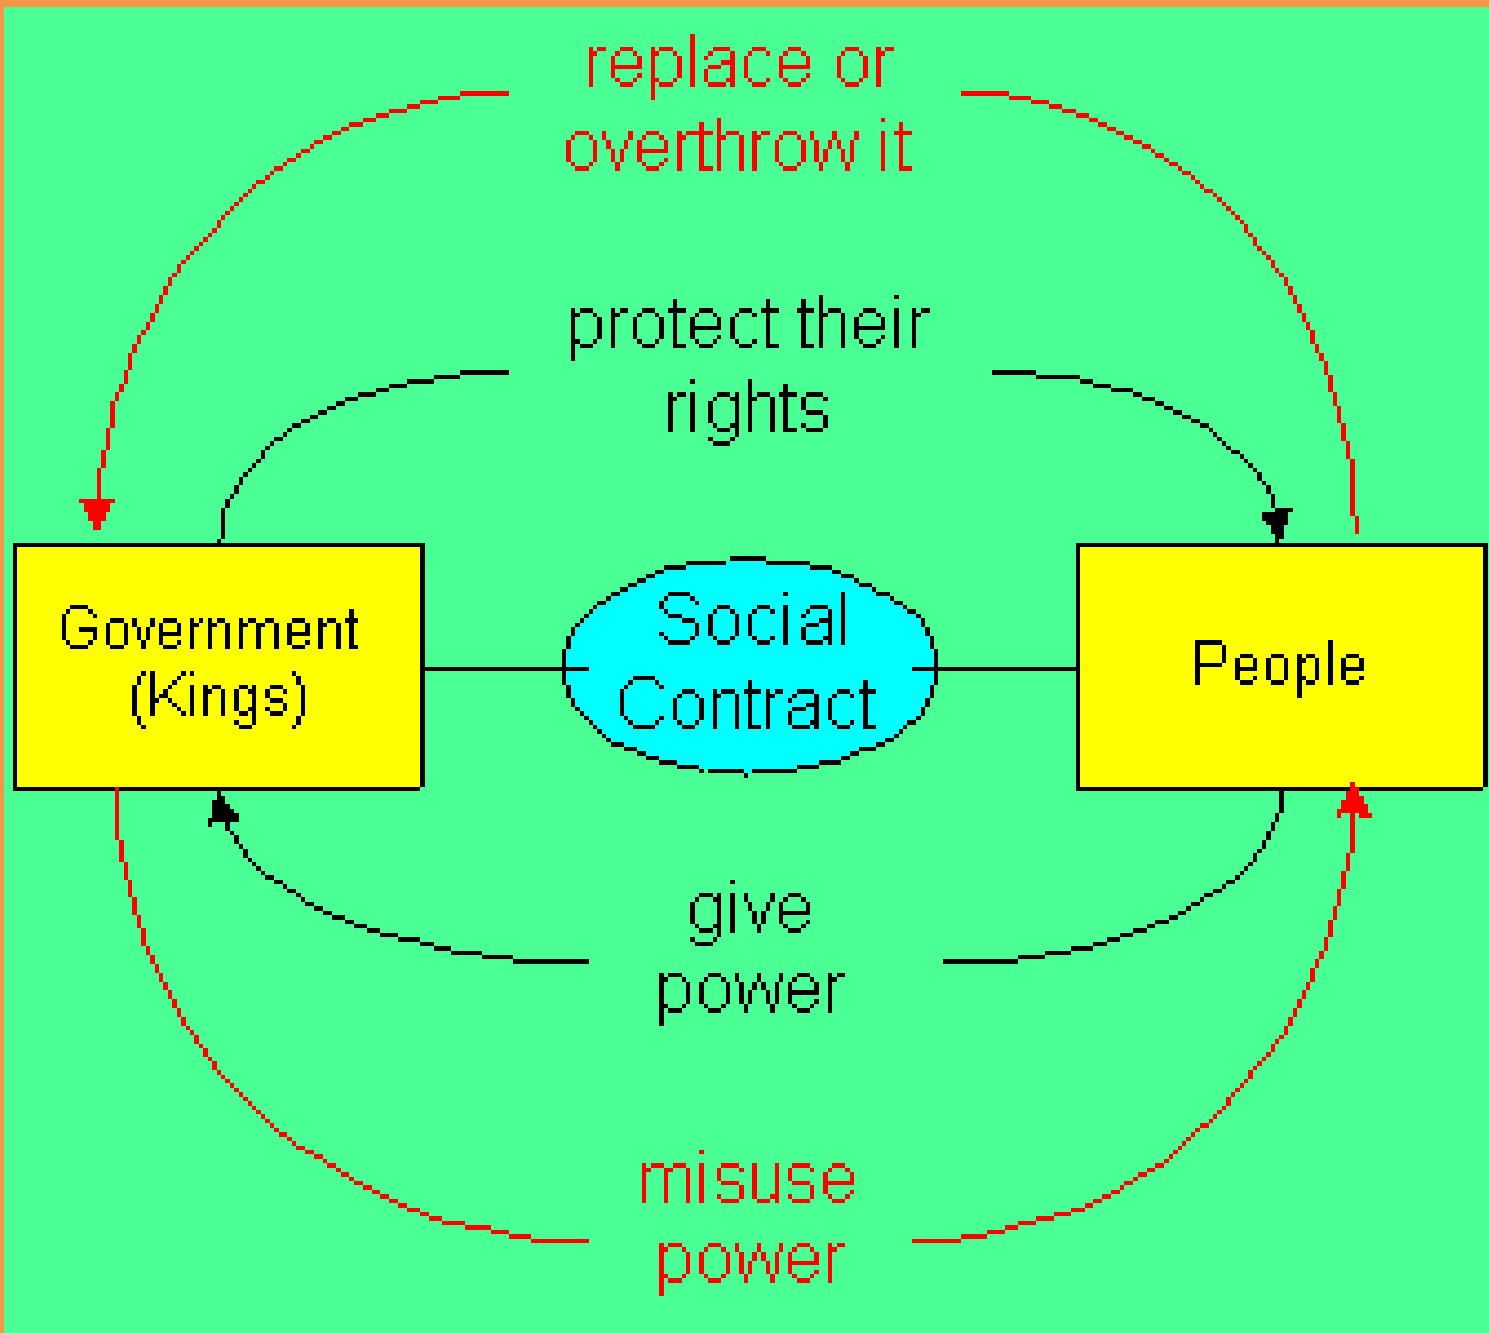 replace or
overthrow it
protect their
rights
Government
(Kings)
Social
Contract
People
give
power
misuse
power